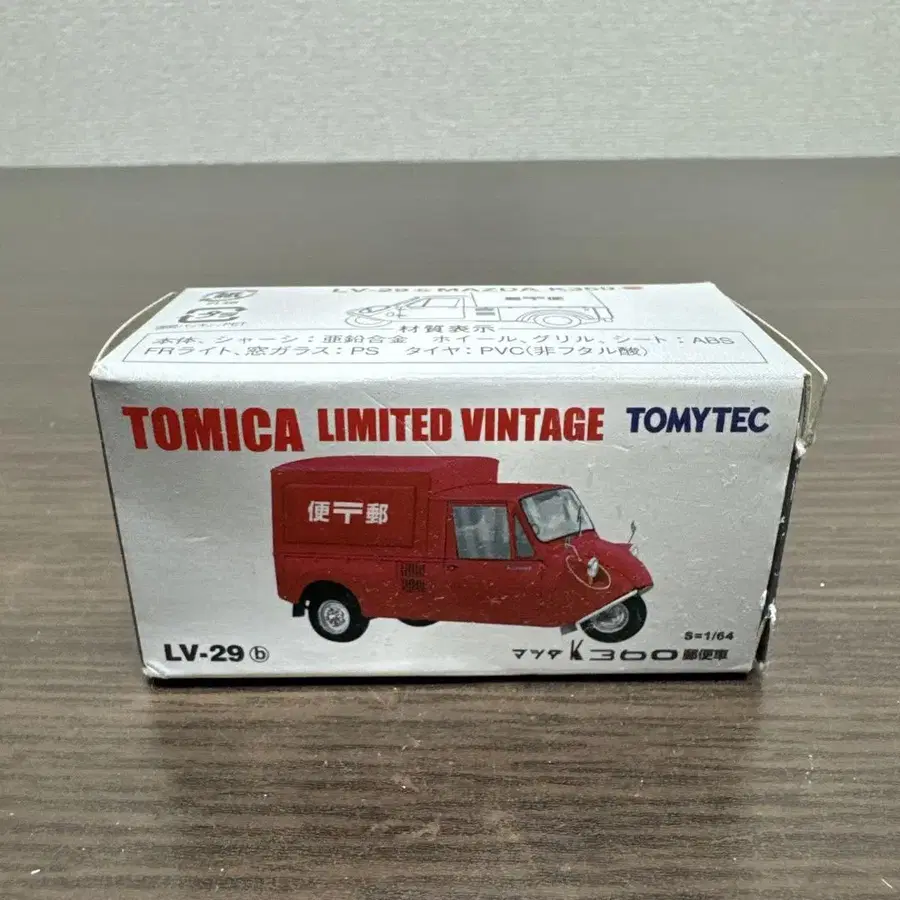 LV-29 b MAZDA K360
郵〒便
材質表示
本体、シャーシ:亜鉛合金 ホイール、グリル、シート:ABS
FRライト、窓ガラス:PS タイヤ:PVC(非フタル酸)
TOMICA LIMITED VINTAGE TOMYTEC
便〒郵
S=1/64
LV-29 ⓑ マツダ K360 郵便車